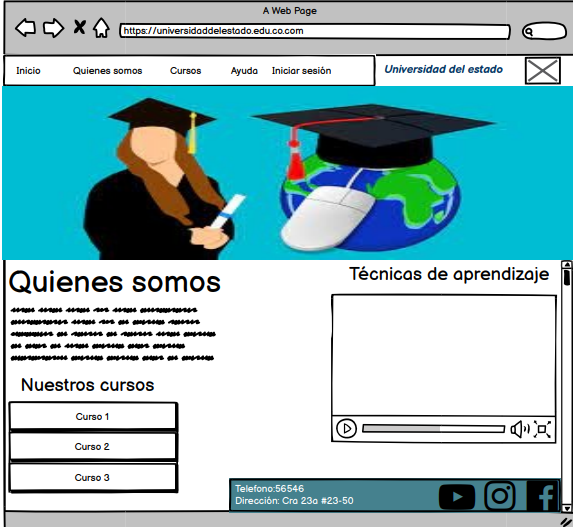 A Web Page
https://universidaddelestado.edu.co.com
Inicio Quienes somos Cursos Ayuda Iniciar sesión
Universidad del estado
Quienes somos
Técnicas de aprendizaje
Nuestros cursos
Curso 1
Curso 2
Curso 3
Telefono:56546
Dirección: Cra 23a #23-50